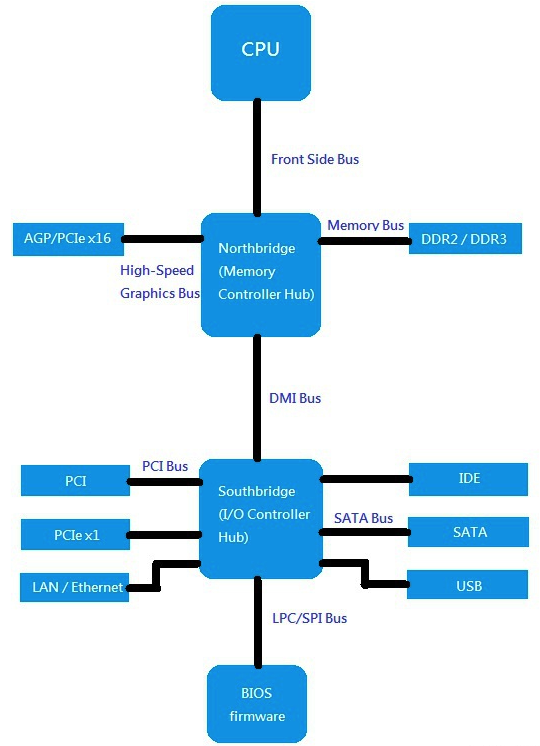 CPU
Front Side Bus
AGP/PCIe x16
High-Speed
Graphics Bus
Northbridge
(Memory
Controller Hub)
Memory Bus
DDR2 / DDR3
DMI Bus
PCI
PCI Bus
Southbridge
(I/O Controller
Hub)
IDE
PCIe x1
SATA Bus
SATA
LAN / Ethernet
USB
LPC/SPI Bus
BIOS
firmware